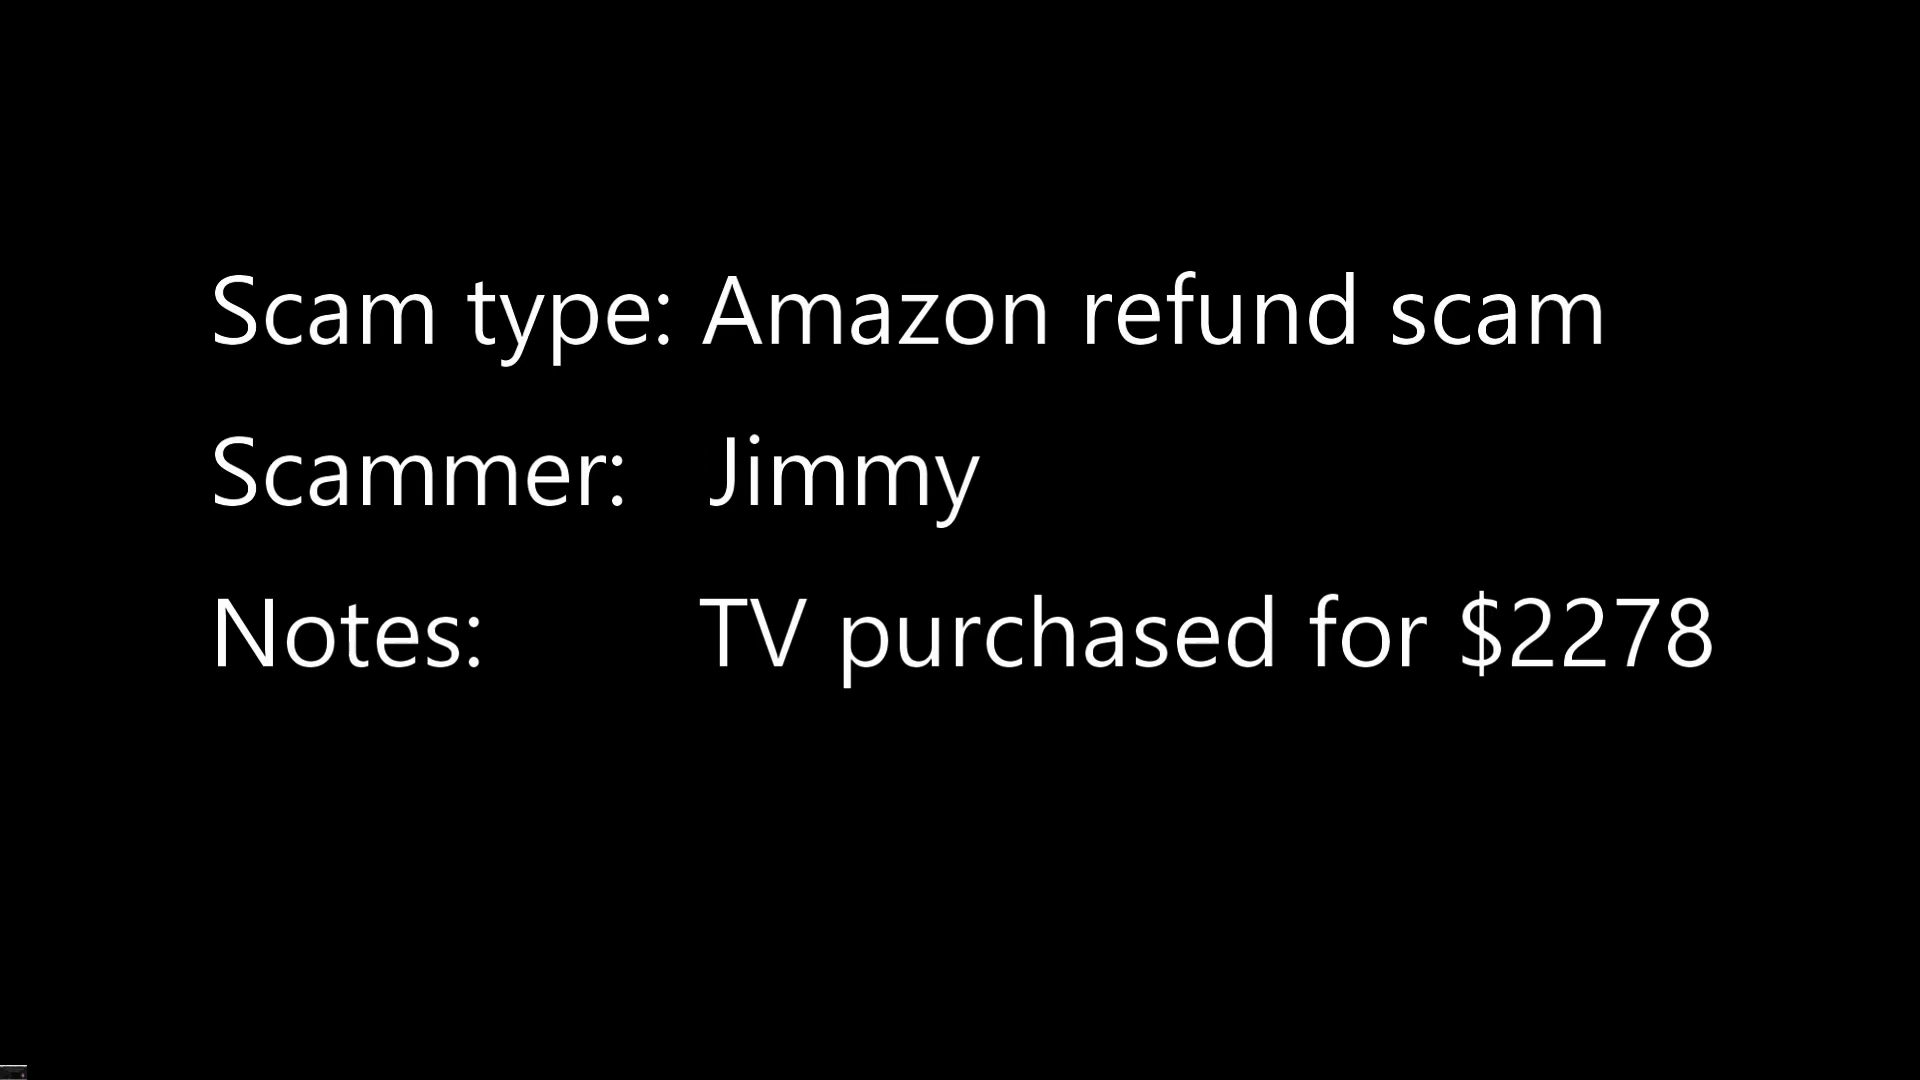 Scam type: Amazon refund scam
Scammer: Jimmy
Notes: TV purchased for $2278